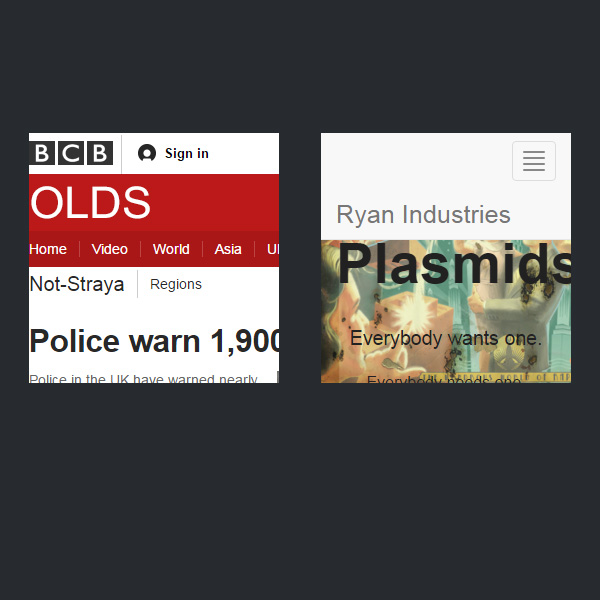 BCB Sign in
OLDS
Home Video World Asia
Not-Straya Regions
Police warn 1,900
Police in the UK have warned nearly
Ryan Industries
Plasmids
Everybody wants one.
Everybody needs one